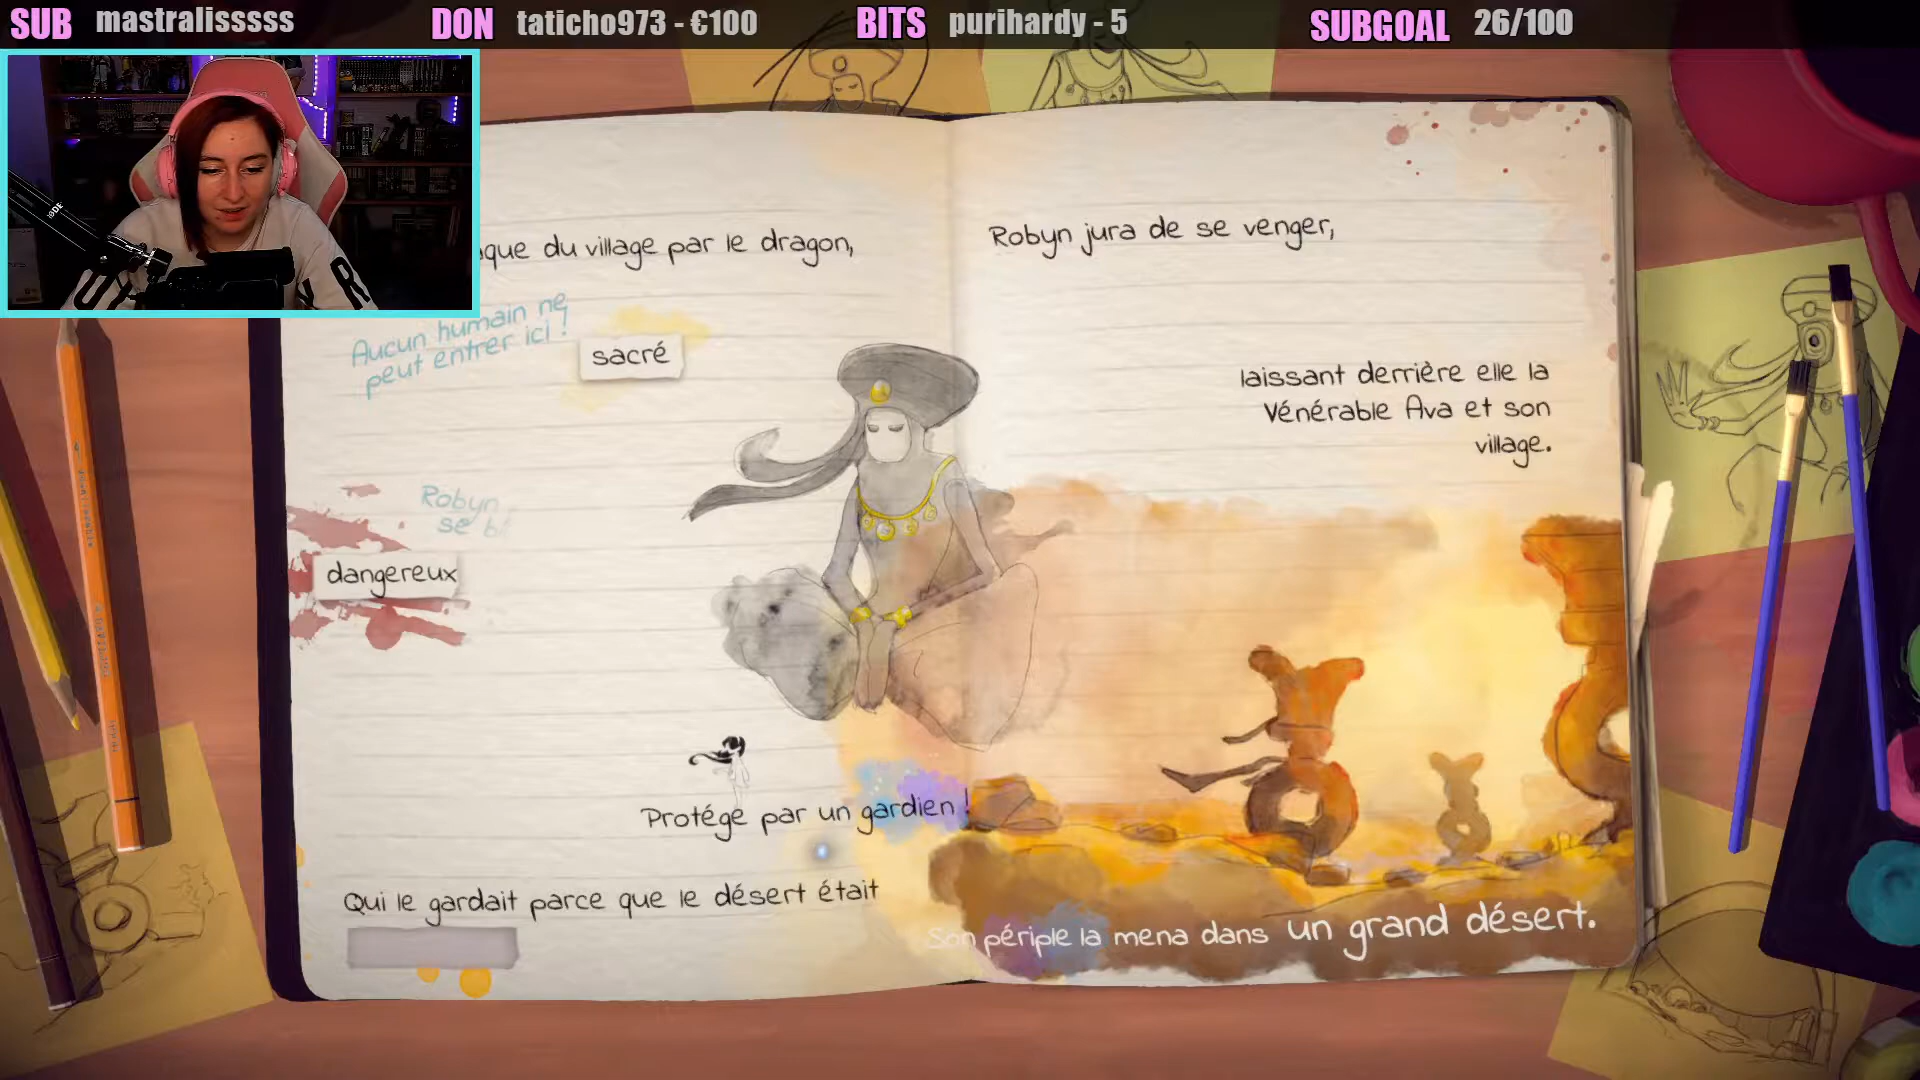 SUB mastralisssss DON taticho973 - €100 BITS purihardy - 5 SUBGOAL 26/100
du village par le dragon,
Aucun humain ne
peut entrer ici !
sacré
Robyn
se
dangereux
Protége par un gardien !
Qui le gardait parce que le désert était
Robyn jura de se venger,
laissant derrière elle la
Vénérable Ava et son
village.
Son périple la mena dans un grand désert.